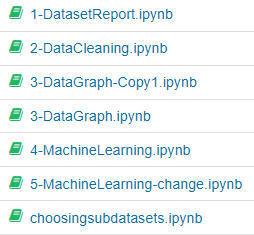 1-DatasetReport.ipynb
2-DataCleaning.ipynb
3-DataGraph-Copy1.ipynb
3-DataGraph.ipynb
4-MachineLearning.ipynb
5-MachineLearning-change.ipynb
choosingsubdatasets.ipynb